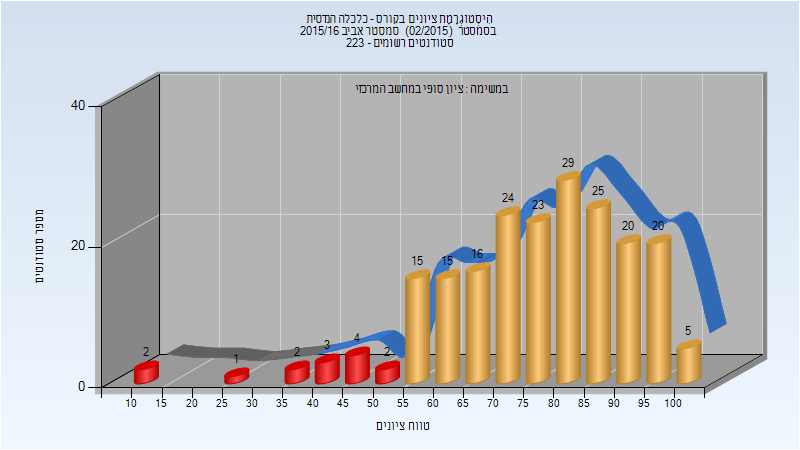 היסטוגרמת ציונים בקורס - כלכלה הנדסית
בסמסטר (02/2015) סמסטר אביב 2015/16
סטודנטים רשומים - 223
במשימה : ציון סופי במחשב המרכזי
מספר סטודנטים
40
20
0
2
1
2
3
4
2
15
15
16
24
23
29
25
20
20
5
10 15 20 25 30 35 40 45 50 55 60 65 70 75 80 85 90 95 100
טווח ציונים